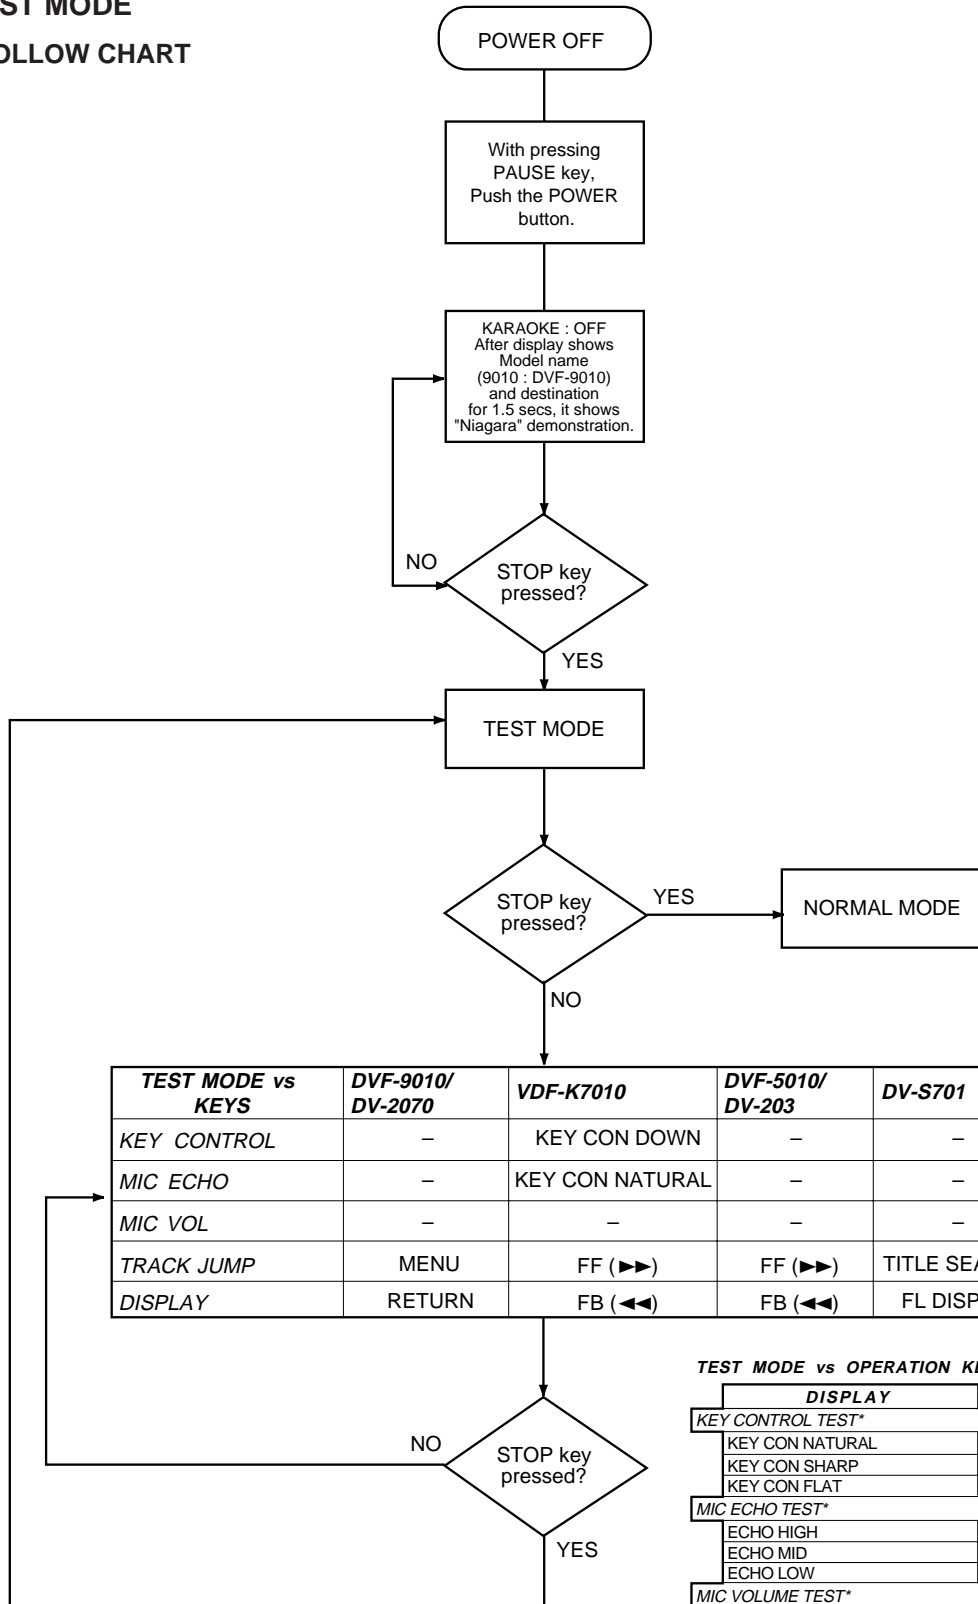 MODE
CHART
POWER OFF
With pressing
PAUSE key,
Push the POWER
button.
KARAOKE : OFF
After display shows
Model name
(9010 : DVF-9010)
and destination
for 1.5 secs, it shows
"Niagara" demonstration.
NO
STOP key
pressed?
YES
TEST MODE
STOP key
pressed?
YES
NORMAL MODE
NO
TEST MODE vs
KEYS
DVF-9010/
DV-2070
VDF-K7010
DVF-5010/
DV-203
DV-S701
KEY CONTROL – KEY CON DOWN – –
MIC ECHO – KEY CON NATURAL – –
MIC VOL – – – –
TRACK JUMP MENU FF (►►) FF (►►) TITLE
DISPLAY RETURN FB (◄◄) FB (◄◄) FL
TEST MODE vs OPERATION
DISPLAY
KEY CONTROL TEST*
KEY CON NATURAL
KEY CON SHARP
KEY CON FLAT
MIC ECHO TEST*
ECHO HIGH
ECHO MID
ECHO LOW
MIC VOLUME TEST*
NO
STOP key
pressed?
YES